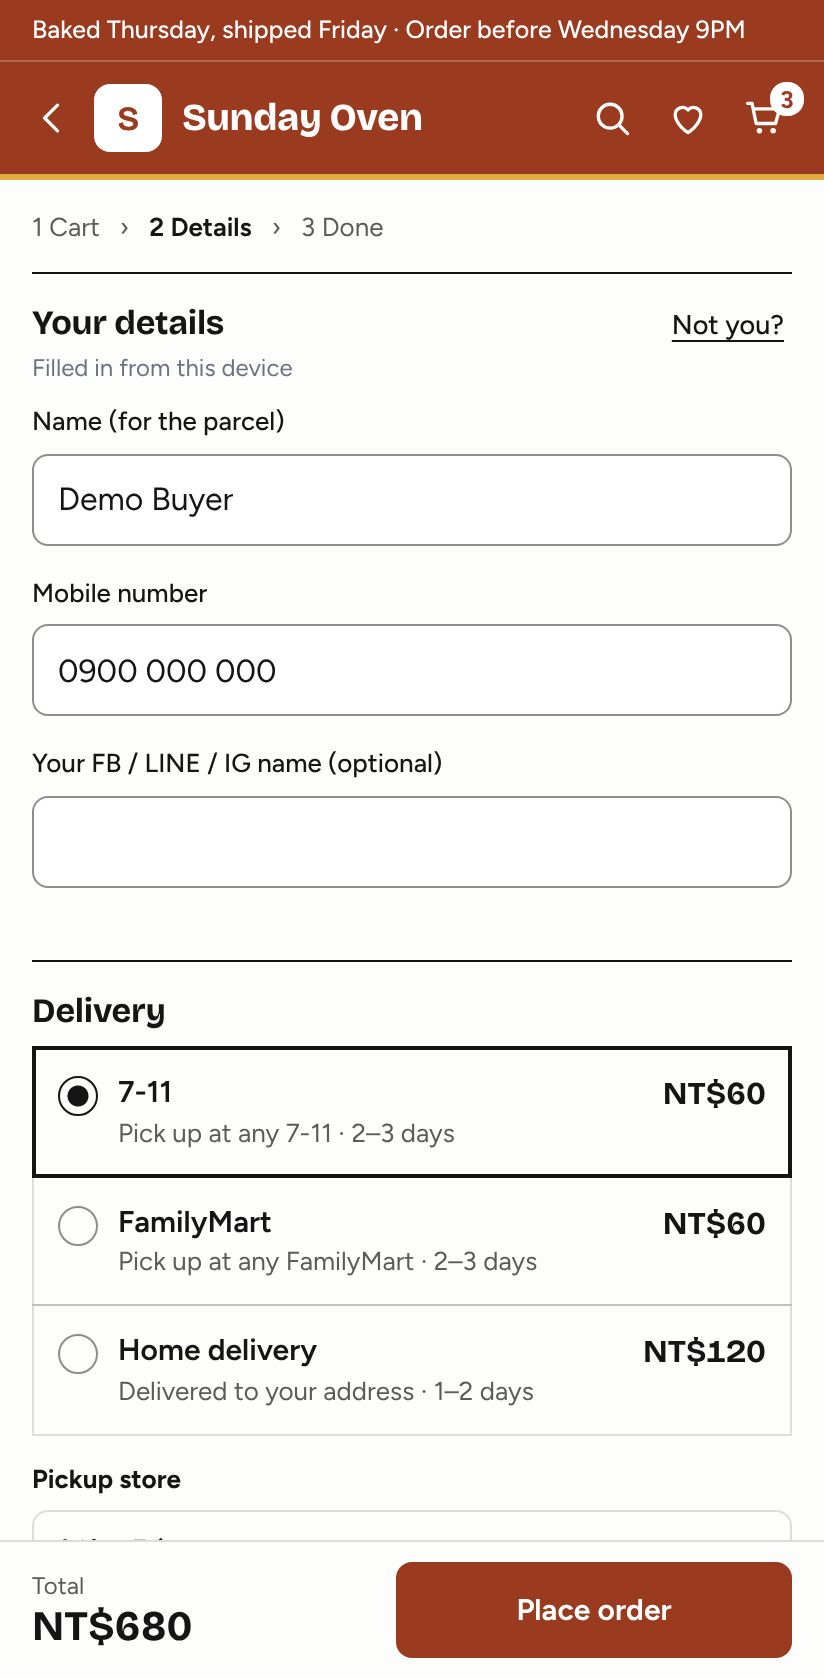 Baked Thursday, shipped Friday · Order before Wednesday 9PM
S Sunday Oven 3
1 Cart › 2 Details › 3 Done
Your details Not you?
Filled in from this device
Name (for the parcel)
Demo Buyer
Mobile number
0900 000 000
Your FB / LINE / IG name (optional)
Delivery
7-11 NT$60
Pick up at any 7-11 · 2–3 days
FamilyMart NT$60
Pick up at any FamilyMart · 2–3 days
Home delivery NT$120
Delivered to your address · 1–2 days
Pickup store
Total
NT$680
Place order